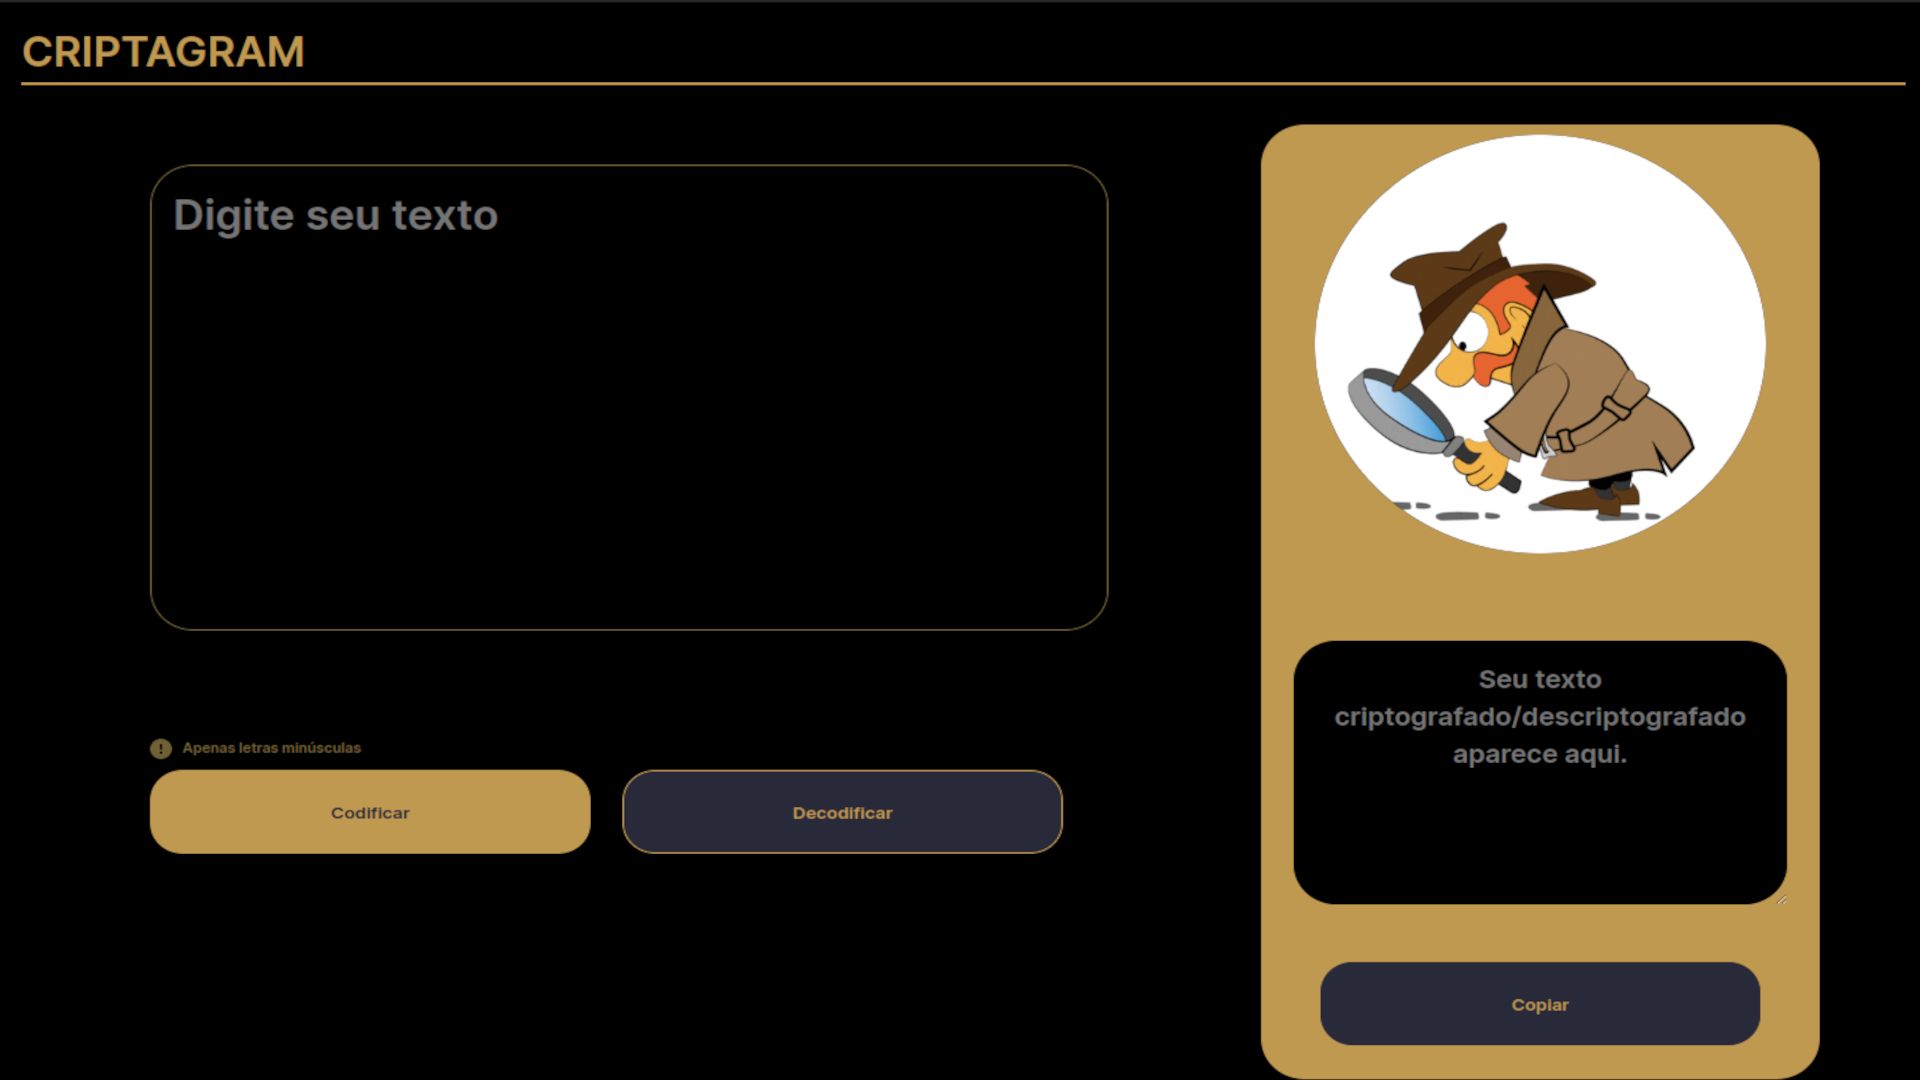 CRIPTAGRAM
Digite seu texto
! Apenas letras minúsculas
Codificar
Decodificar
Seu texto
criptografado/descriptografado
aparece aqui.
Copiar